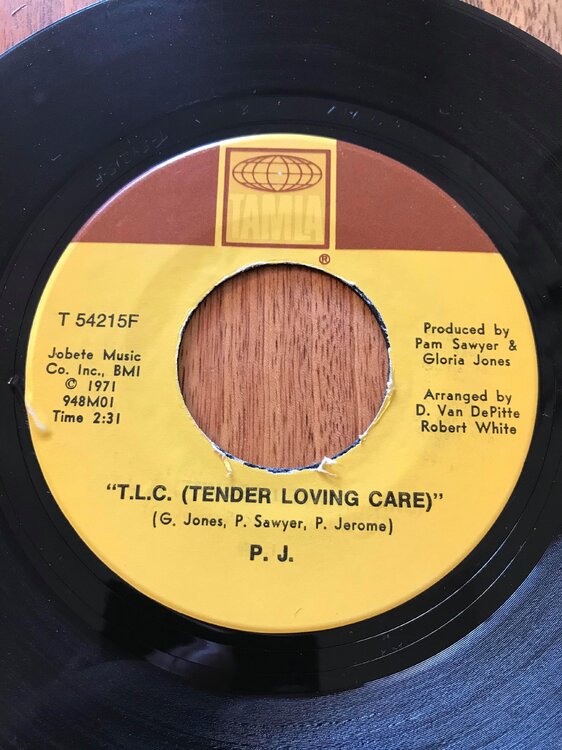 TAMLA
®
T 54215F
Jobete Music
Co. Inc., BMI
© 1971
948M01
Time 2:31
Produced by
Pam Sawyer &
Gloria Jones
Arranged by
D. Van DePitte
Robert White
"T.L.C. (TENDER LOVING CARE)"
(G. Jones, P. Sawyer, P. Jerome)
P. J.